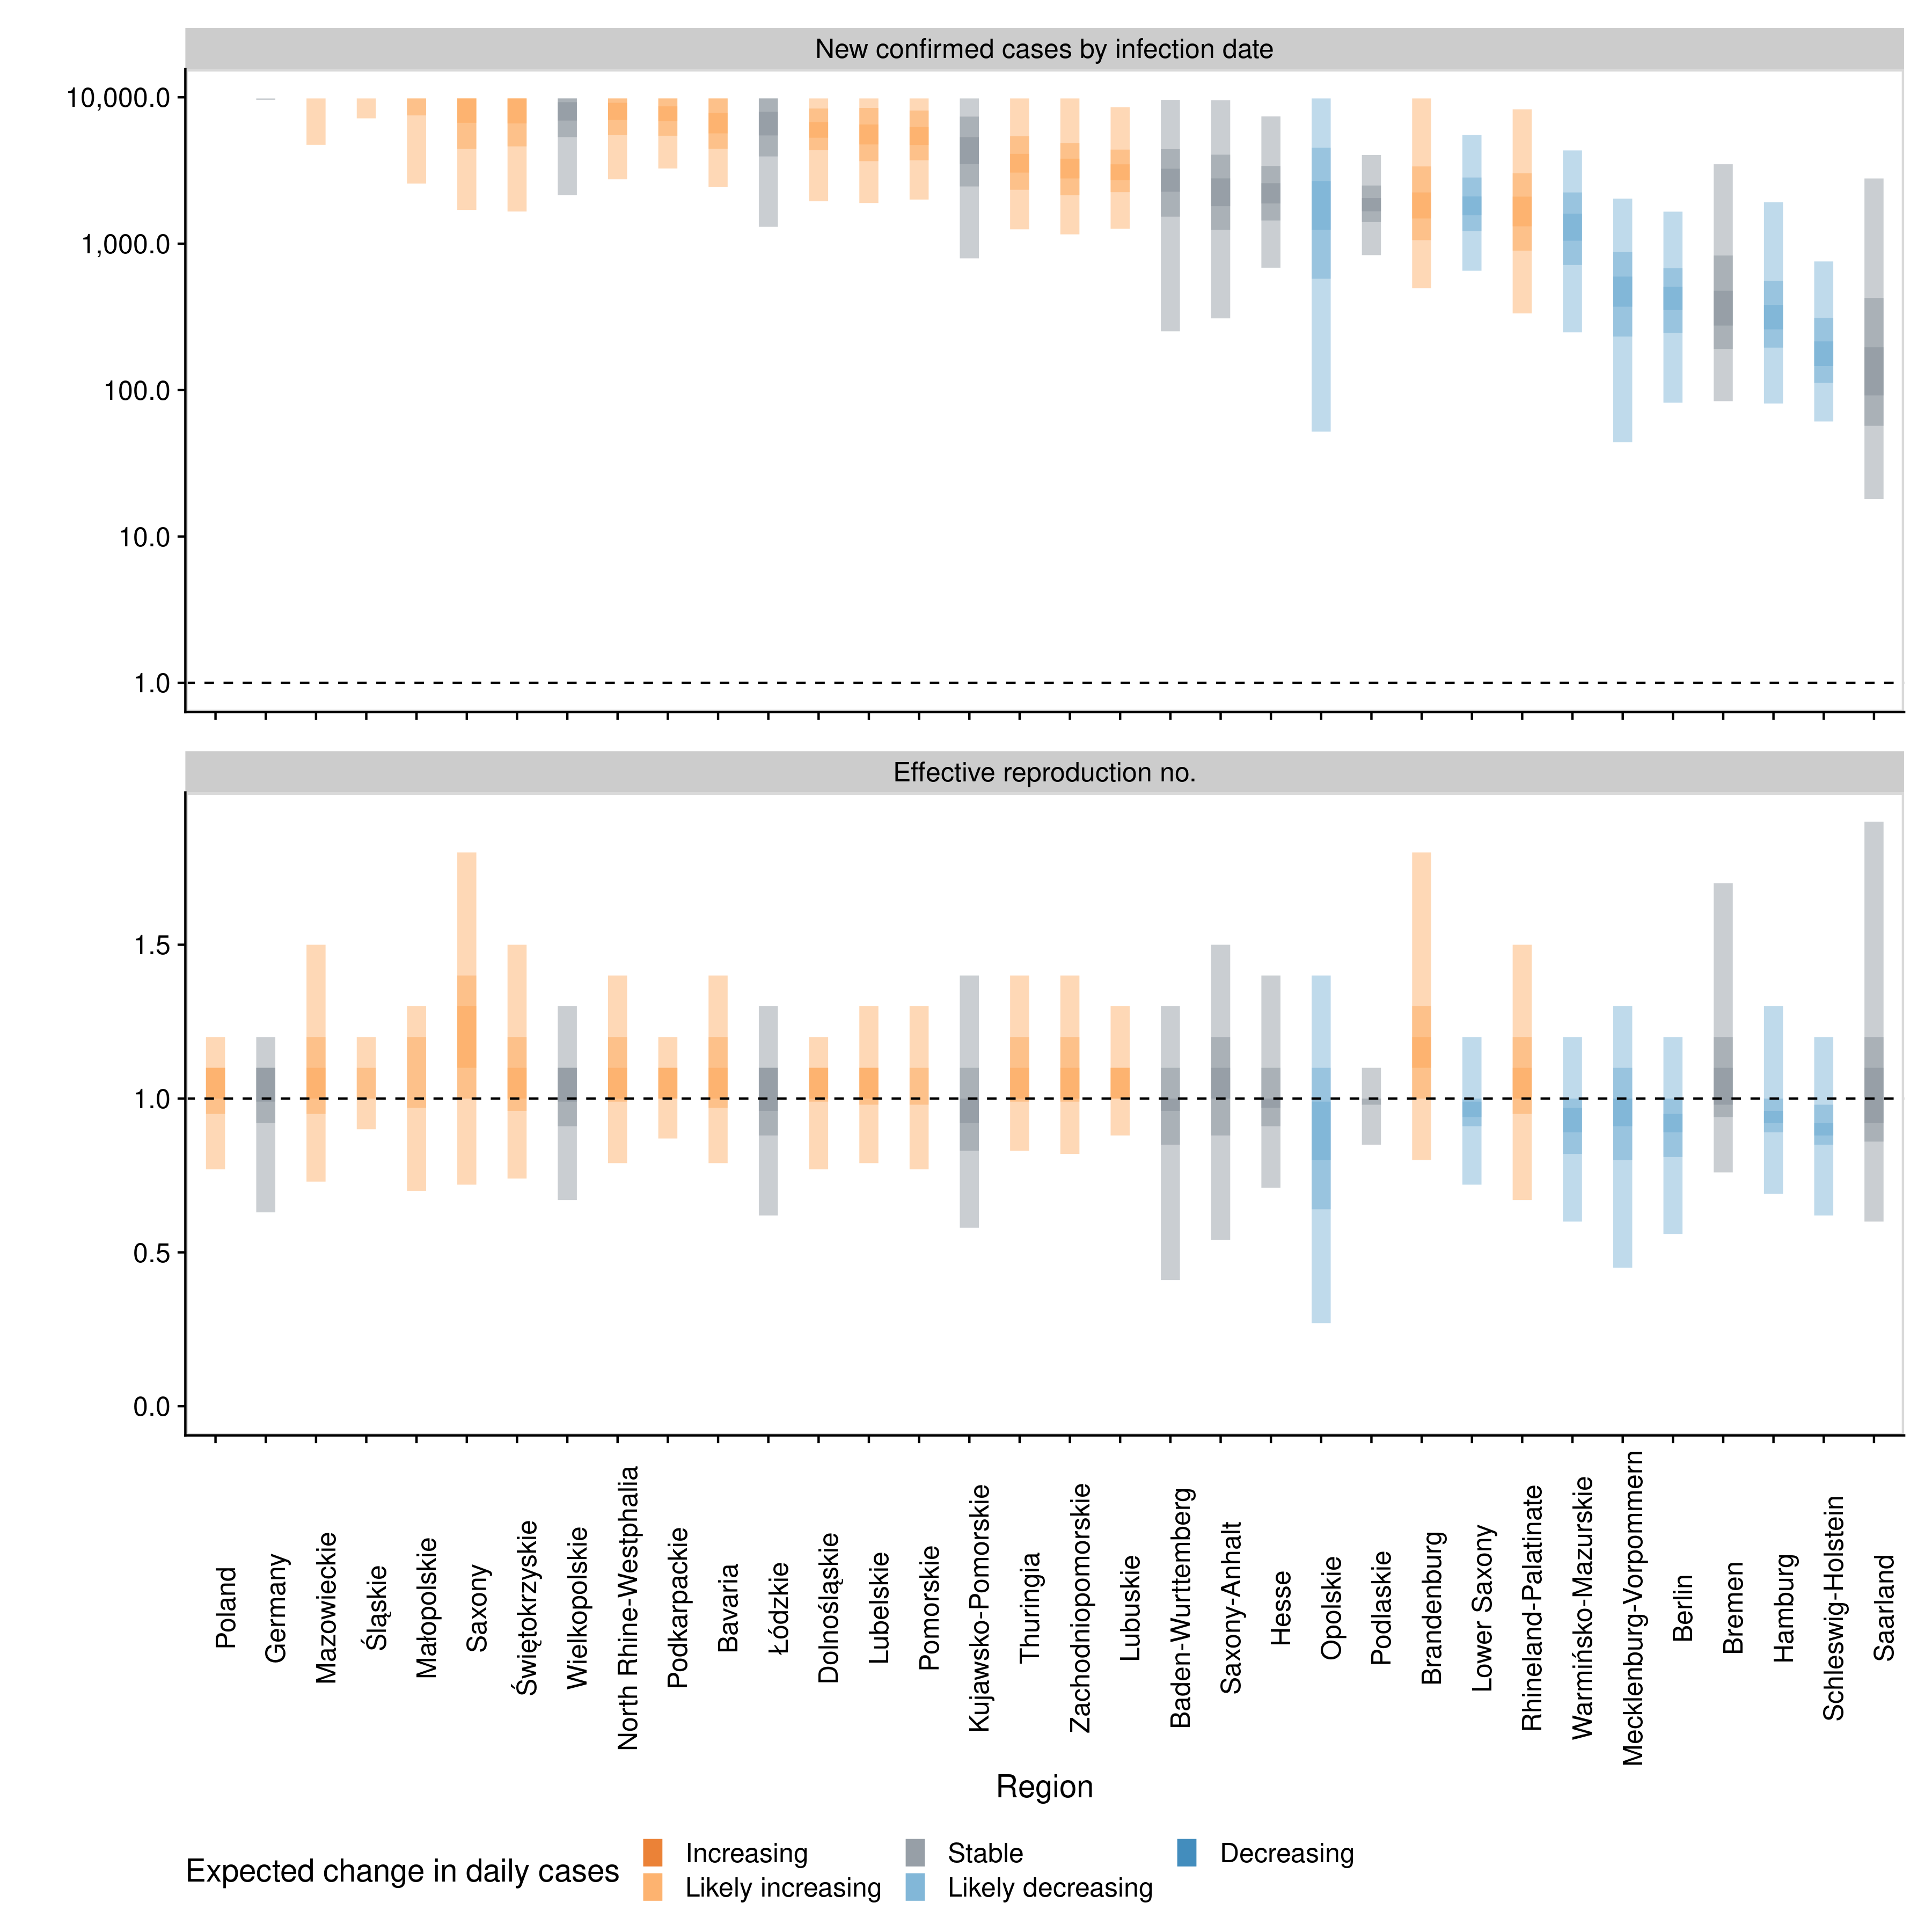 New confirmed cases by infection date
10,000.0
1,000.0
100.0
10.0
1.0
Effective reproduction no.
1.5
1.0
0.5
0.0
Poland
Germany
Mazowieckie
Śląskie
Małopolskie
Saxony
Świętokrzyskie
Wielkopolskie
North Rhine-Westphalia
Podkarpackie
Bavaria
Łódzkie
Dolnośląskie
Lubelskie
Pomorskie
Kujawsko-Pomorskie
Thuringia
Zachodniopomorskie
Lubuskie
Baden-Wurttemberg
Saxony-Anhalt
Hesse
Opolskie
Podlaskie
Brandenburg
Lower Saxony
Rhineland-Palatinate
Warmińsko-Mazurskie
Mecklenburg-Vorpommern
Berlin
Bremen
Hamburg
Schleswig-Holstein
Saarland
Region
Expected change in daily cases
Increasing
Likely increasing
Stable
Likely decreasing
Decreasing